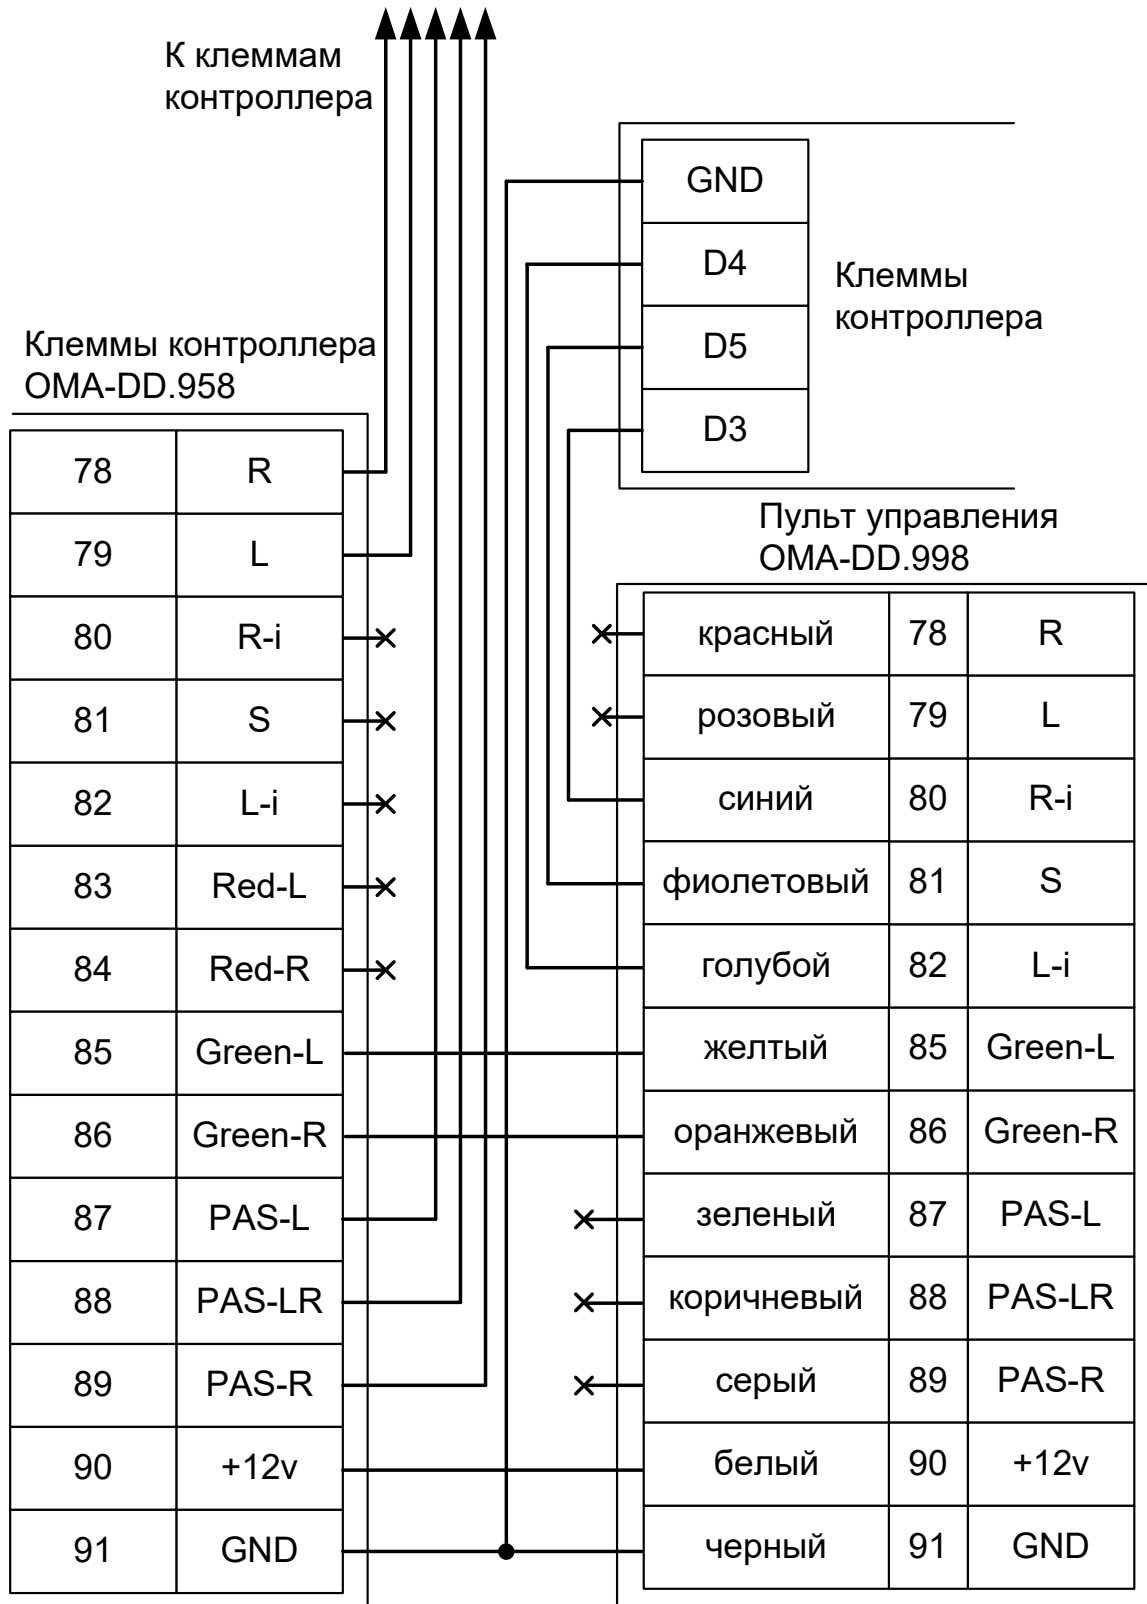 К клеммам
контроллера
GND
D4
D5
D3
Клеммы
контроллера
Клеммы контроллера
OMA-DD.958
78 R
79 L
80 R-i
81 S
82 L-i
83 Red-L
84 Red-R
85 Green-L
86 Green-R
87 PAS-L
88 PAS-LR
89 PAS-R
90 +12v
91 GND
Пульт управления
OMA-DD.998
красный 78 R
розовый 79 L
синий 80 R-i
фиолетовый 81 S
голубой 82 L-i
желтый 85 Green-L
оранжевый 86 Green-R
зеленый 87 PAS-L
коричневый 88 PAS-LR
серый 89 PAS-R
белый 90 +12v
черный 91 GND